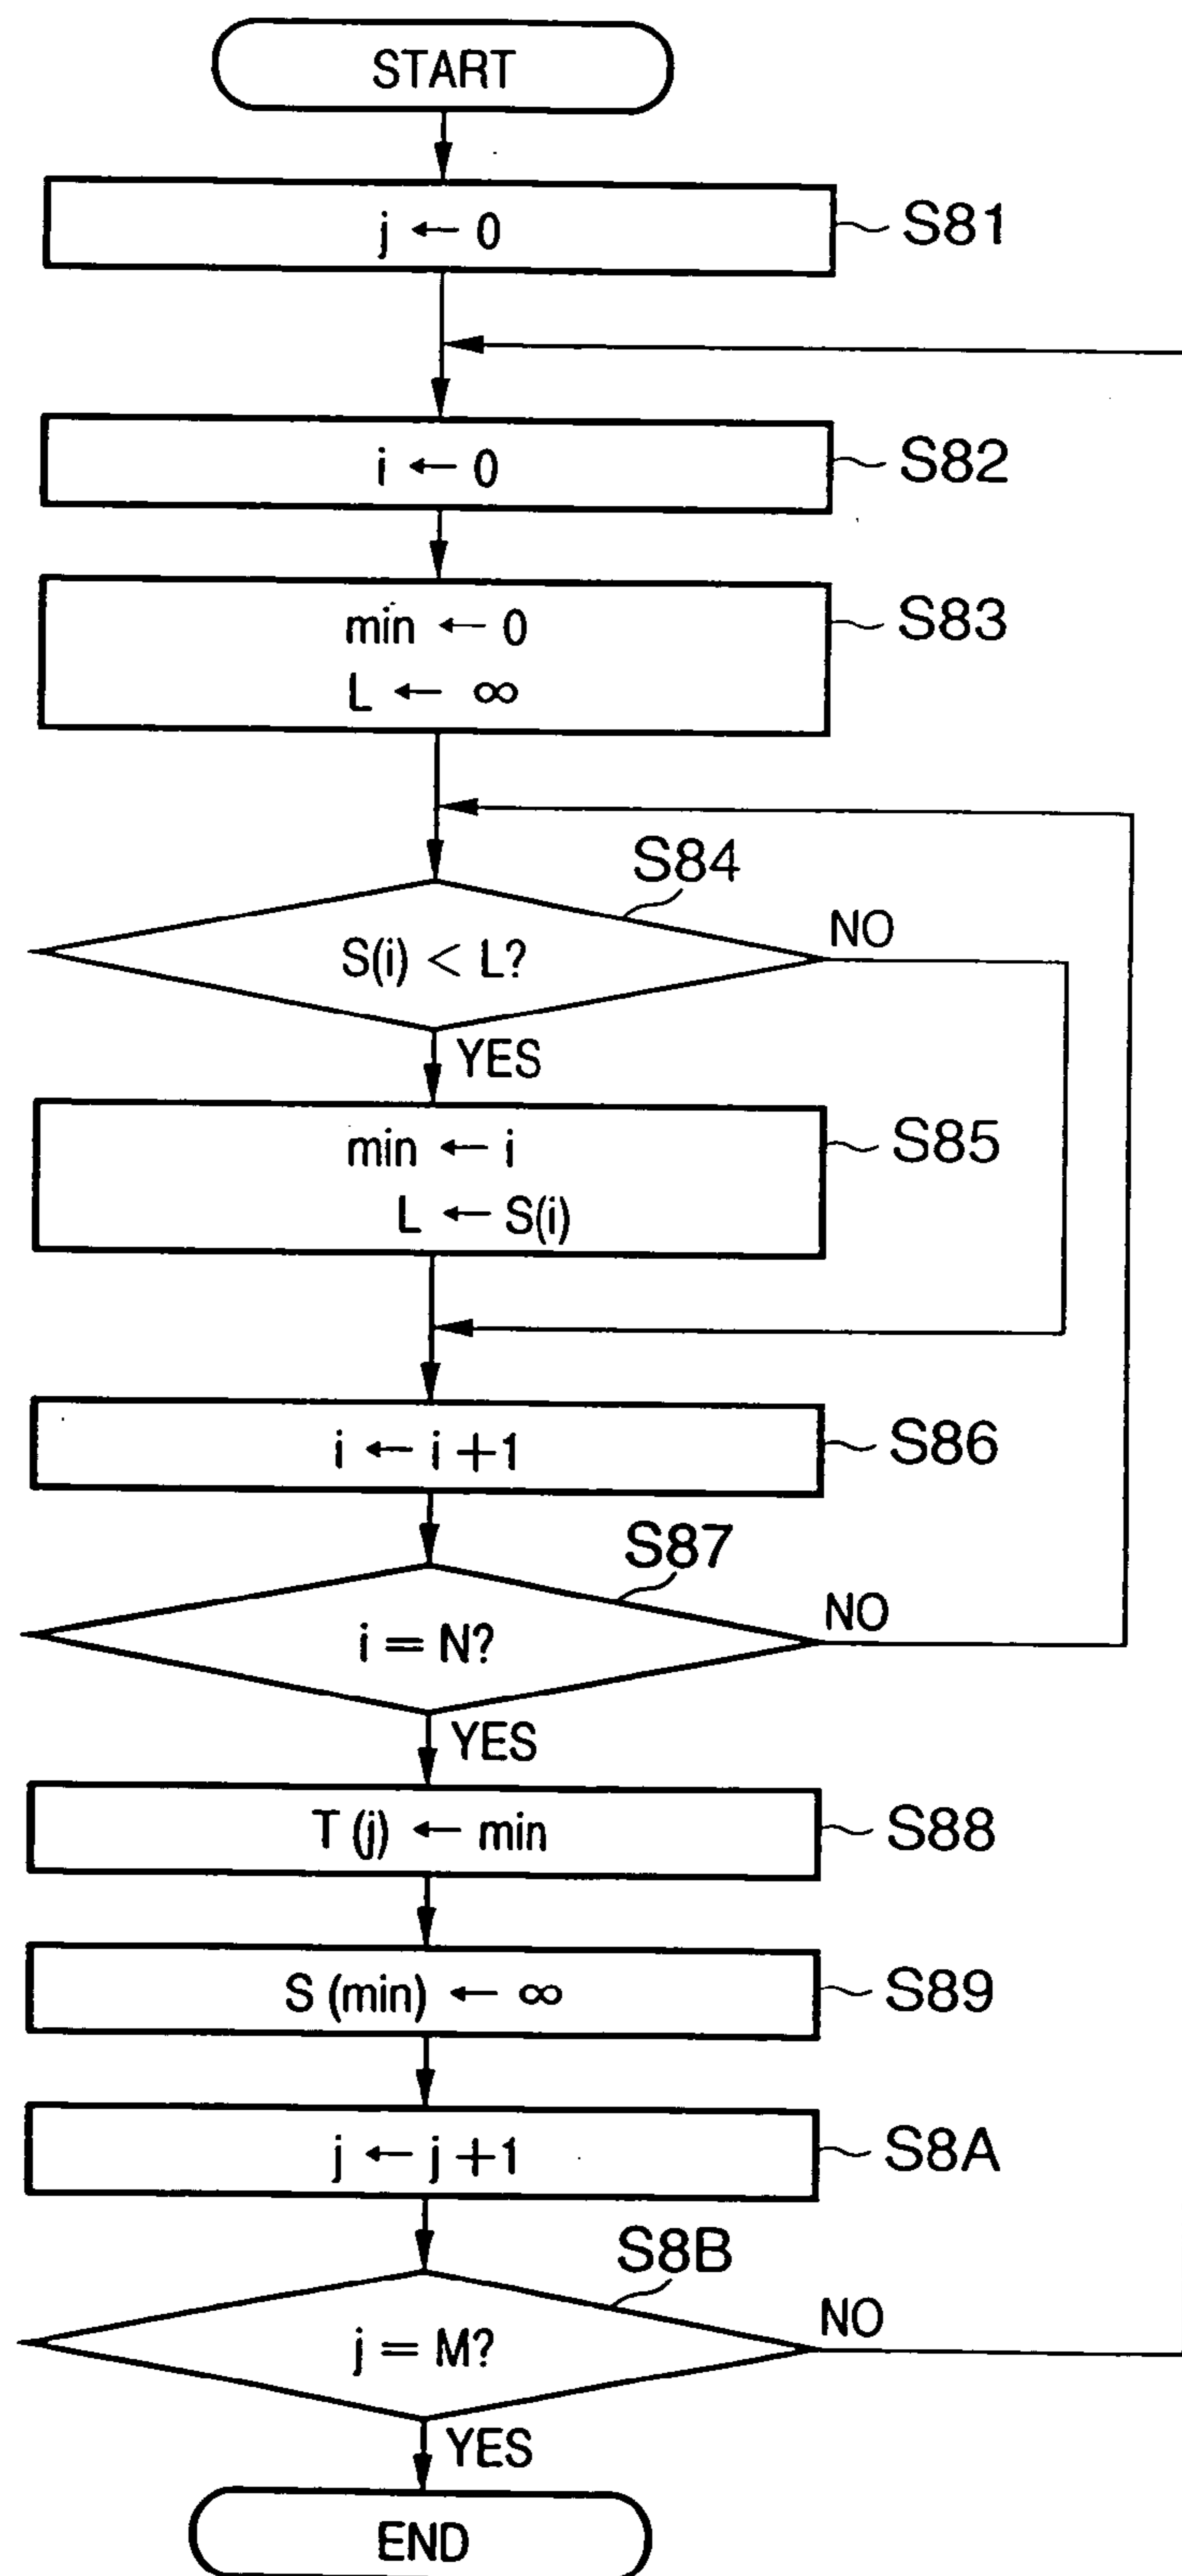 START
j ← 0
S81
i ← 0
S82
min ← 0
L ← ∞
S83
S84
S(i) < L?
NO
YES
min ← i
L ← S(i)
S85
i ← i +1
S86
S87
i = N?
NO
YES
T (j) ← min
S88
S (min) ← ∞
S89
j ← j +1
S8A
S8B
j = M?
NO
YES
END